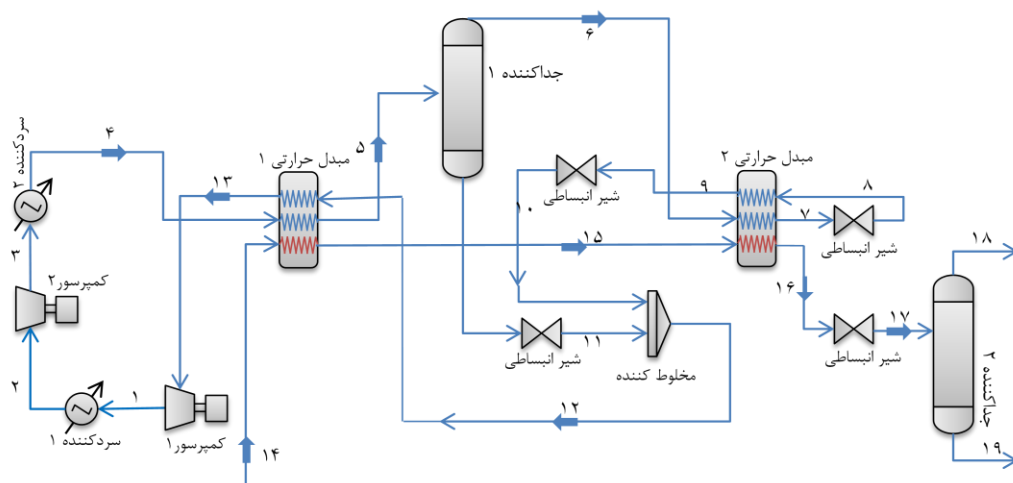 ۶
جداکننده ۱
سردکننده ۲
۴
۵
مبدل حرارتی ۱
۱۳
شیر انبساطی
۱۰
۹
مبدل حرارتی ۲
۸
۷
شیر انبساطی
۳
۱۵
۱۸
کمپرسور۲
۱۶
۱۷
شیر انبساطی
۱۱
شیر انبساطی
مخلوط کننده
جداکننده ۲
۲
۱
۱۲
سردکننده ۱
کمپرسور۱
۱۴
۱۹